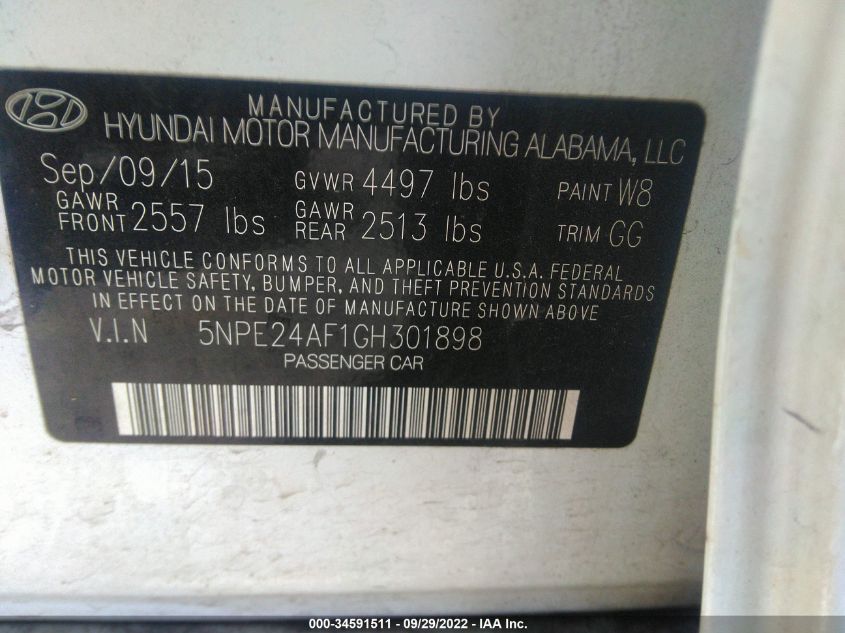 MANUFACTURED BY
HYUNDAI MOTOR MANUFACTURING ALABAMA, LLC
Sep/09/15 GVWR 4497 lbs PAINT W8
GAWR FRONT 2557 lbs GAWR REAR 2513 lbs TRIM GG
THIS VEHICLE CONFORMS TO ALL APPLICABLE U.S.A. FEDERAL
MOTOR VEHICLE SAFETY, BUMPER, AND THEFT PREVENTION STANDARDS
IN EFFECT ON THE DATE OF MANUFACTURE SHOWN ABOVE
V.I.N 5NPE24AF1GH301898
PASSENGER CAR
000-34591511 - 09/29/2022 - IAA Inc.